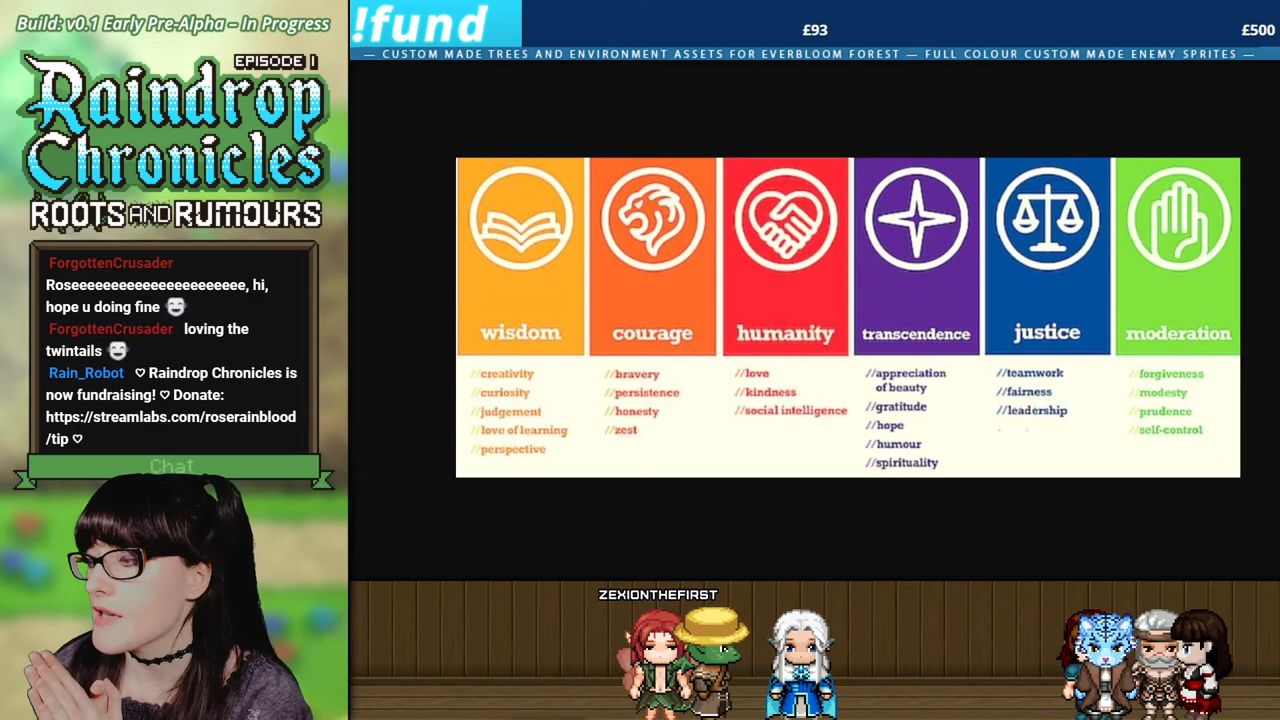 Build: v0.1 Early Pre-Alpha – In Progress
EPISODE I
Raindrop
Chronicles
ROOTS AND RUMOURS
ForgottenCrusader
Roseeeeeeeeeeeeeeeeeeeeee, hi,
hope u doing fine
ForgottenCrusader loving the
twintails
Rain_Robot ♡ Raindrop Chronicles is
now fundraising! ♡ Donate:
https://streamlabs.com/roserainblood
/tip ♡
Chat
!fund
£93
£500
— CUSTOM MADE TREES AND ENVIRONMENT ASSETS FOR EVERBLOOM FOREST — FULL COLOUR CUSTOM MADE ENEMY SPRITES —
wisdom
//creativity
//curiosity
//judgement
//love of learning
//perspective
courage
//bravery
//persistence
//honesty
//zest
humanity
//love
//kindness
//social intelligence
transcendence
//appreciation
of beauty
//gratitude
//hope
//humour
//spirituality
justice
//teamwork
//fairness
//leadership
moderation
//forgiveness
//modesty
//prudence
//self-control
ZEXIONTHEFIRST